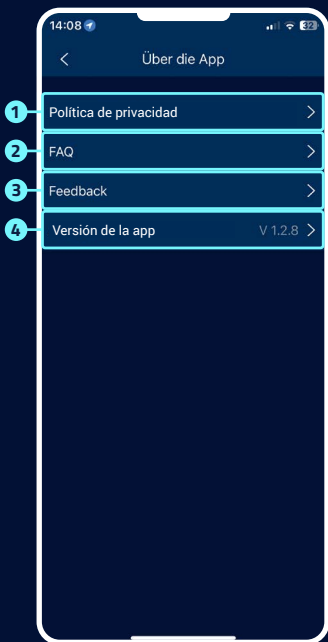 14:08 32
Über die App
1 Política de privacidad
2 FAQ
3 Feedback
4 Versión de la app V 1.2.8